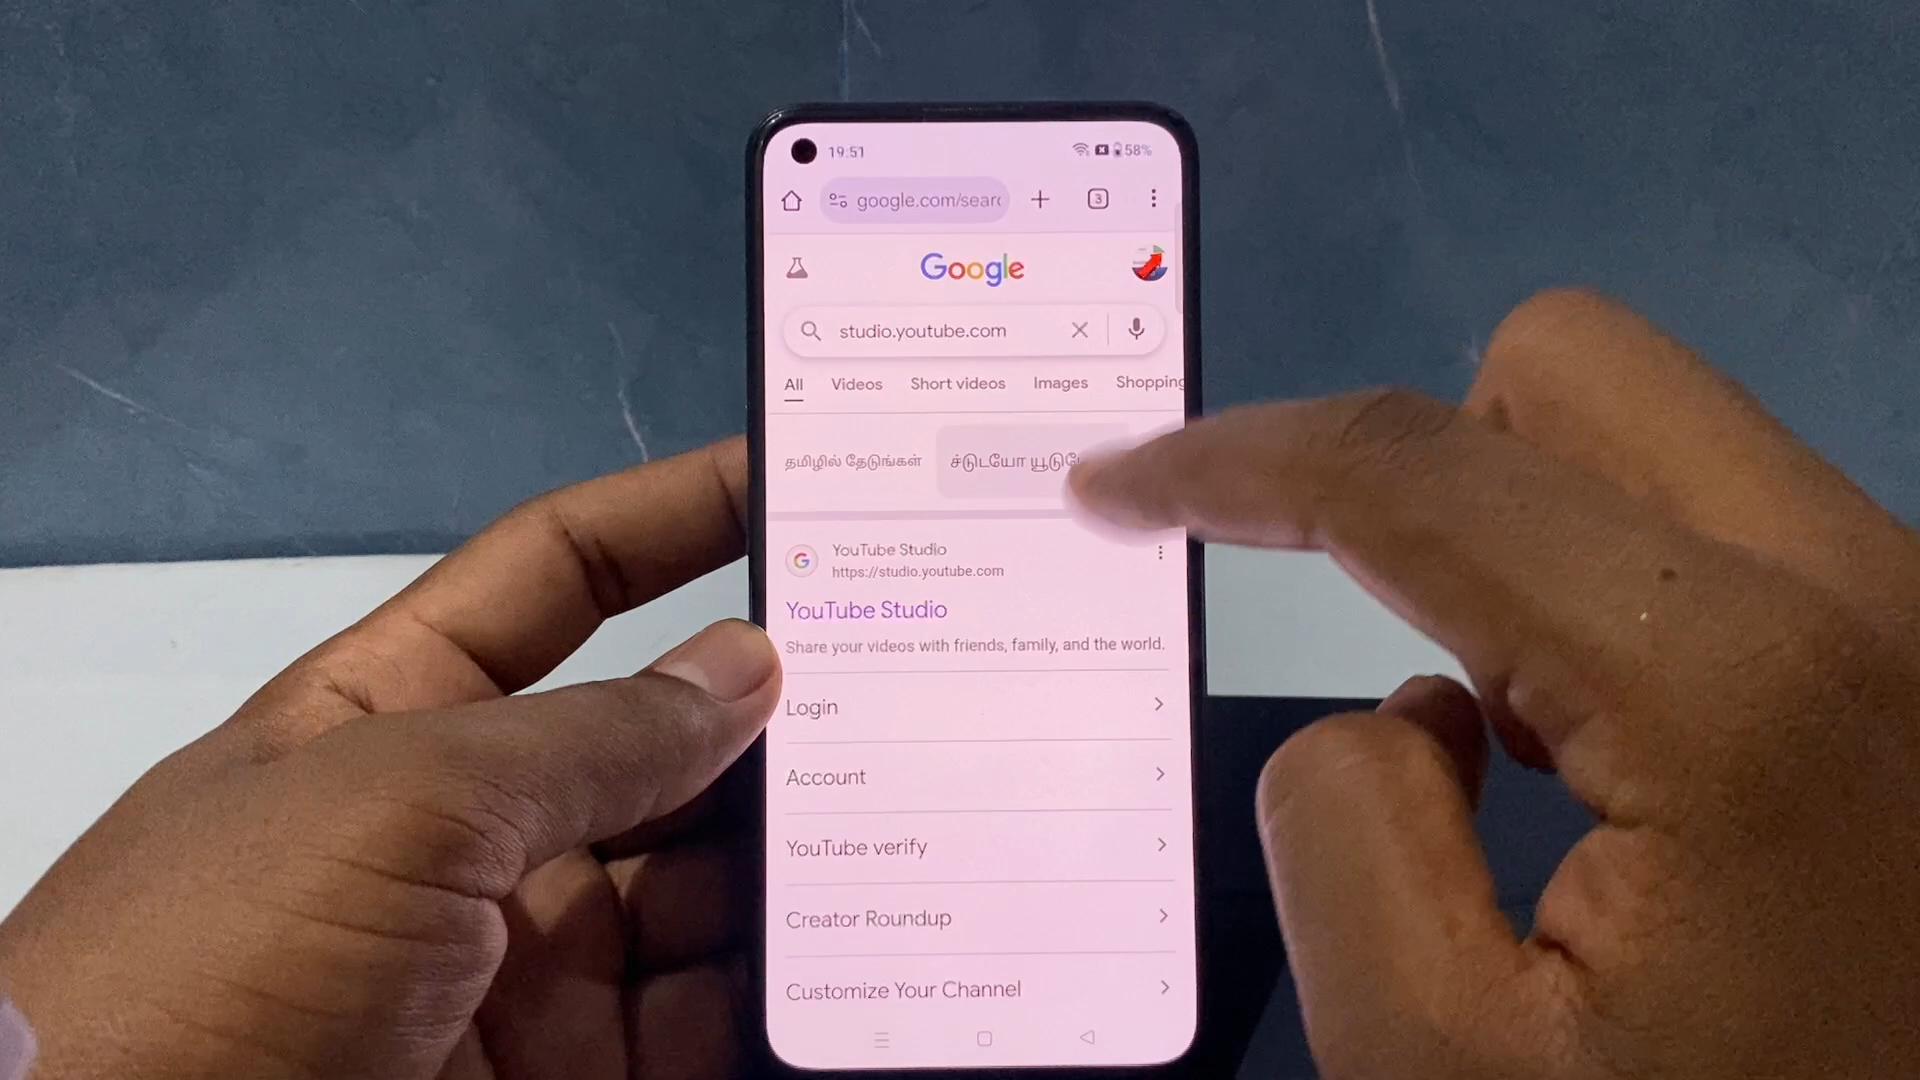 19:51
58%
google.com/searc
3
Google
studio.youtube.com
All Videos Short videos Images Shopping
தமிழில் தேடுங்கள்
ச்டுடயோ
YouTube Studio
https://studio.youtube.com
YouTube Studio
Share your videos with friends, family, and the world.
Login
Account
YouTube verify
Creator Roundup
Customize Your Channel